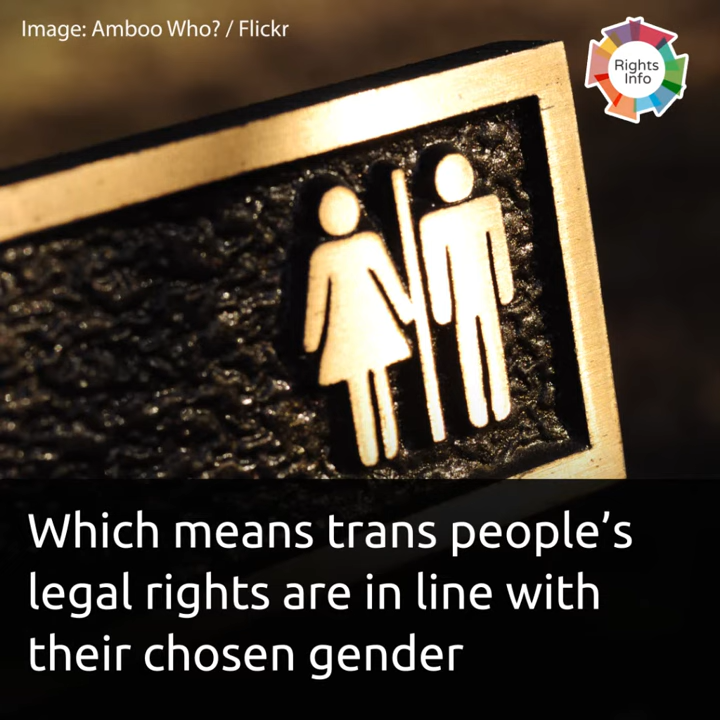 Image: Amboo Who? / Flickr
Rights
Info
Which means trans people’s
legal rights are in line with
their chosen gender